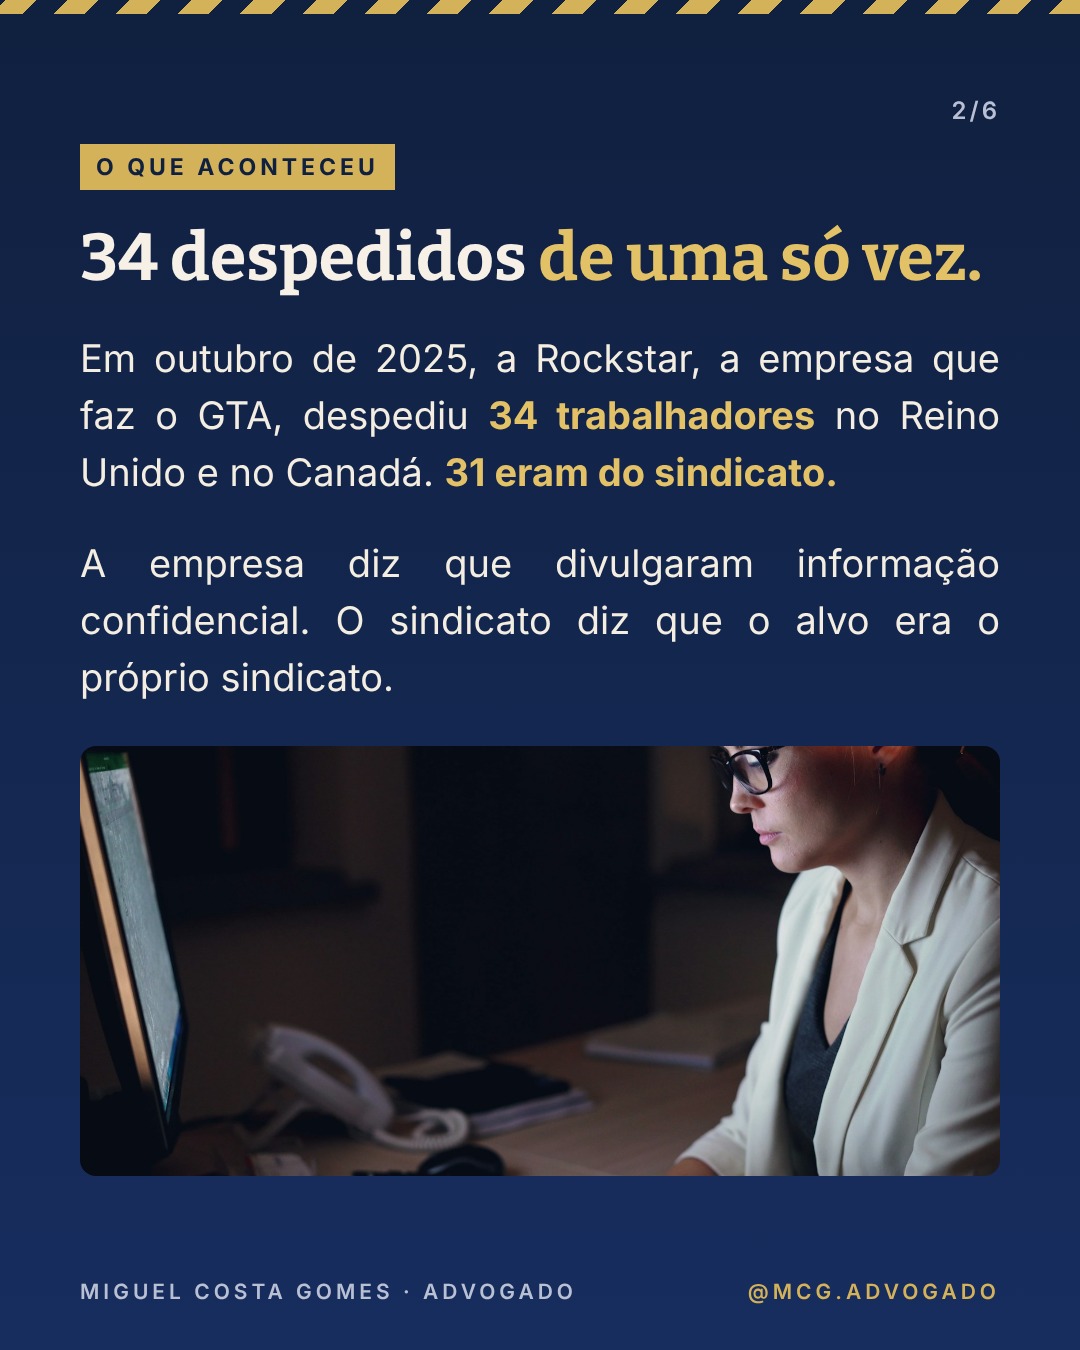 2/6
O QUE ACONTECEU
34 despedidos de uma só vez.
Em outubro de 2025, a Rockstar, a empresa que
faz o GTA, despediu 34 trabalhadores no Reino
Unido e no Canadá. 31 eram do sindicato.
A empresa diz que divulgaram informação
confidencial. O sindicato diz que o alvo era o
próprio sindicato.
MIGUEL COSTA GOMES · ADVOGADO
@MCG.ADVOGADO